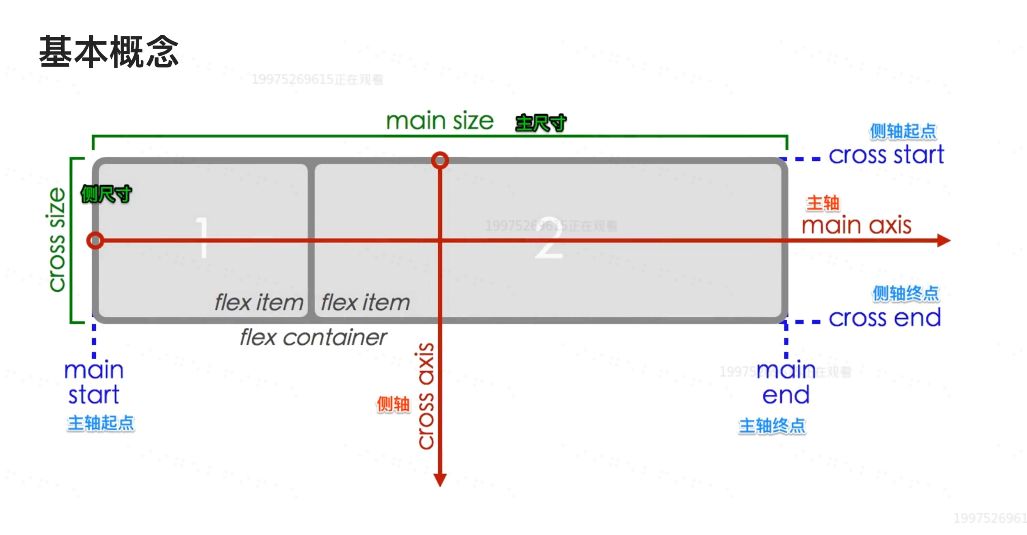 基本概念
19975269615正在观看
main size 主尺寸
侧轴起点
cross start
侧尺寸
cross size
主轴
main axis
19975269615正在观看
1
2
侧轴终点
cross end
flex item
flex item
flex container
main
start
主轴起点
侧轴
cross axis
19975269615正在观看
main
end
主轴终点
1997526961